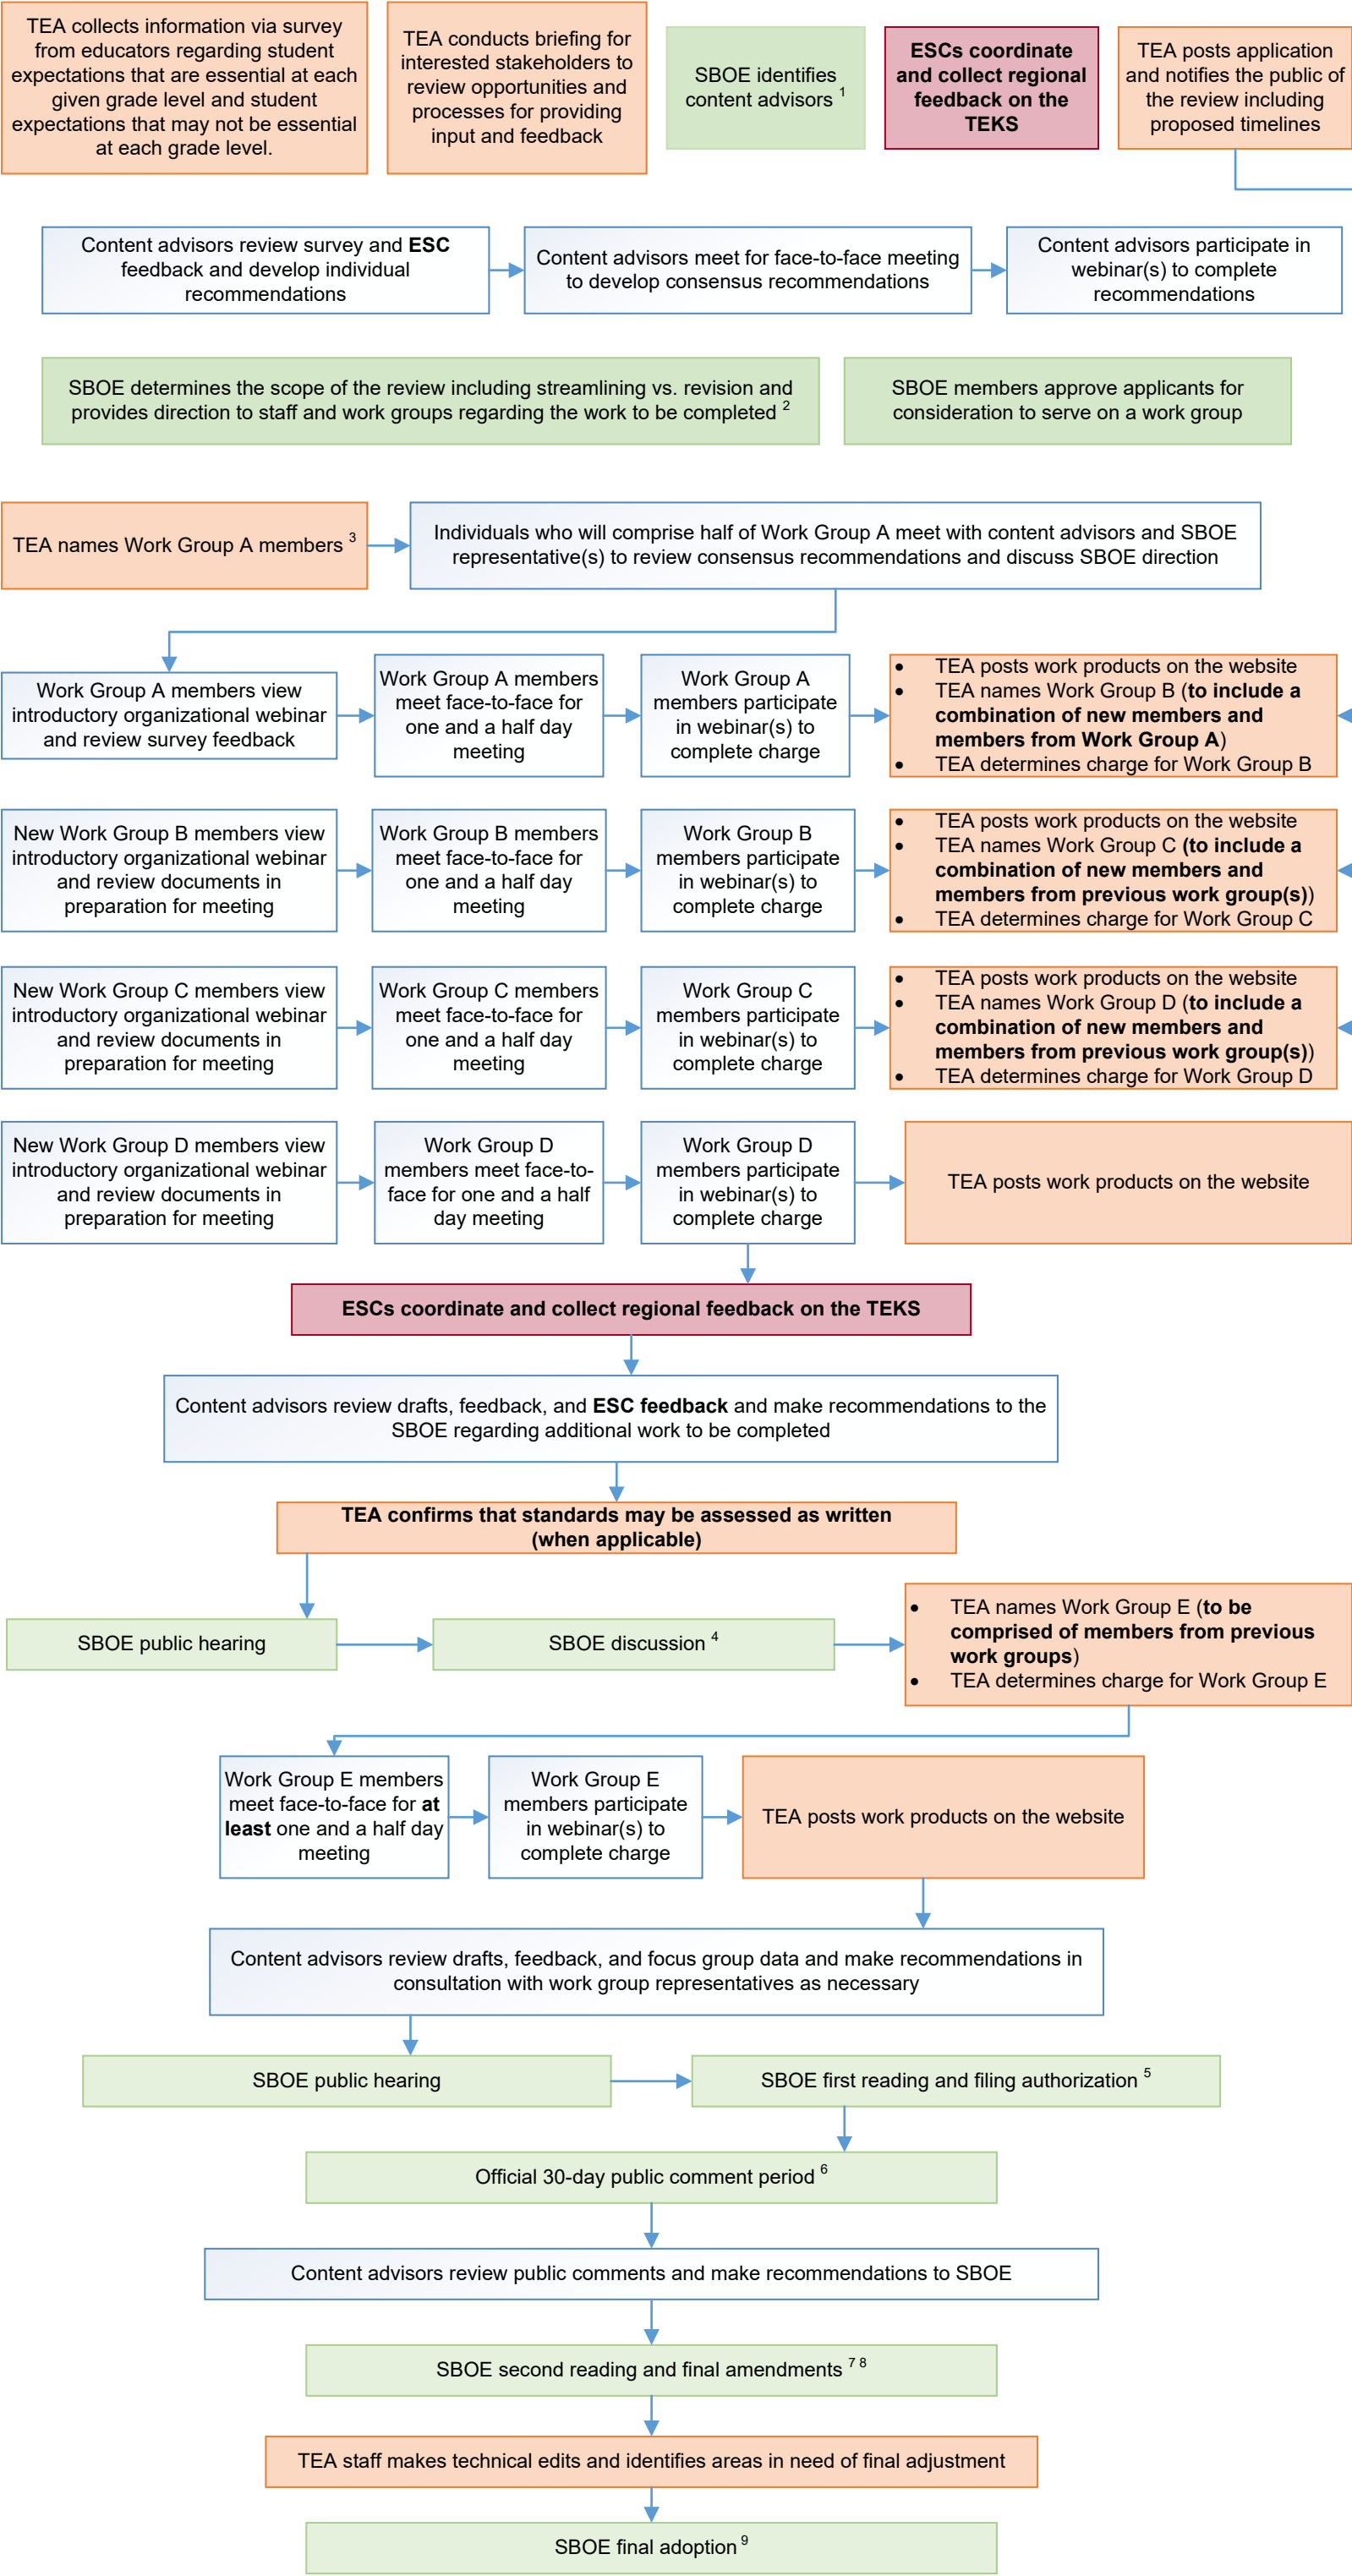 TEA collects information via survey
from educators regarding student
expectations that are essential at each
given grade level and student
expectations that may not be essential
at each grade level.
TEA conducts briefing for
interested stakeholders to
review opportunities and
processes for providing
input and feedback
SBOE identifies
content advisors 1
ESCs coordinate
and collect regional
feedback on the
TEKS
TEA posts application
and notifies the public of
the review including
proposed timelines
Content advisors review survey and ESC
feedback and develop individual
recommendations
Content advisors meet for face-to-face meeting
to develop consensus recommendations
Content advisors participate in
webinar(s) to complete
recommendations
SBOE determines the scope of the review including streamlining vs. revision and
provides direction to staff and work groups regarding the work to be completed 2
SBOE members approve applicants for
consideration to serve on a work group
TEA names Work Group A members 3
Individuals who will comprise half of Work Group A meet with content advisors and SBOE
representative(s) to review consensus recommendations and discuss SBOE direction
Work Group A members view
introductory organizational webinar
and review survey feedback
Work Group A members
meet face-to-face for
one and a half day
meeting
Work Group A
members participate
in webinar(s) to
complete charge
• TEA posts work products on the website
• TEA names Work Group B (to include a
combination of new members and
members from Work Group A)
• TEA determines charge for Work Group B
New Work Group B members view
introductory organizational webinar
and review documents in
preparation for meeting
Work Group B members
meet face-to-face for
one and a half day
meeting
Work Group B
members participate
in webinar(s) to
complete charge
• TEA posts work products on the website
• TEA names Work Group C (to include a
combination of new members and
members from previous work group(s))
• TEA determines charge for Work Group C
New Work Group C members view
introductory organizational webinar
and review documents in
preparation for meeting
Work Group C members
meet face-to-face for
one and a half day
meeting
Work Group C
members participate
in webinar(s) to
complete charge
• TEA posts work products on the website
• TEA names Work Group D (to include a
combination of new members and
members from previous work group(s))
• TEA determines charge for Work Group D
New Work Group D members view
introductory organizational webinar
and review documents in
preparation for meeting
Work Group D
members meet face-to-
face for one and a half
day meeting
Work Group D
members participate
in webinar(s) to
complete charge
TEA posts work products on the website
ESCs coordinate and collect regional feedback on the TEKS
Content advisors review drafts, feedback, and ESC feedback and make recommendations to the
SBOE regarding additional work to be completed
TEA confirms that standards may be assessed as written
(when applicable)
SBOE public hearing
SBOE discussion 4
• TEA names Work Group E (to be
comprised of members from previous
work groups)
• TEA determines charge for Work Group E
Work Group E members
meet face-to-face for at
least one and a half day
meeting
Work Group E
members participate
in webinar(s) to
complete charge
TEA posts work products on the website
Content advisors review drafts, feedback, and focus group data and make recommendations in
consultation with work group representatives as necessary
SBOE public hearing
SBOE first reading and filing authorization 5
Official 30-day public comment period 6
Content advisors review public comments and make recommendations to SBOE
SBOE second reading and final amendments 7 8
TEA staff makes technical edits and identifies areas in need of final adjustment
SBOE final adoption 9